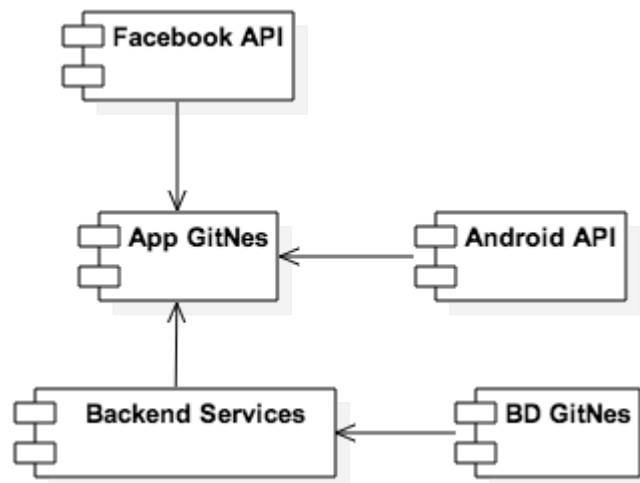 Facebook API
App GitNes
Android API
Backend Services
BD GitNes